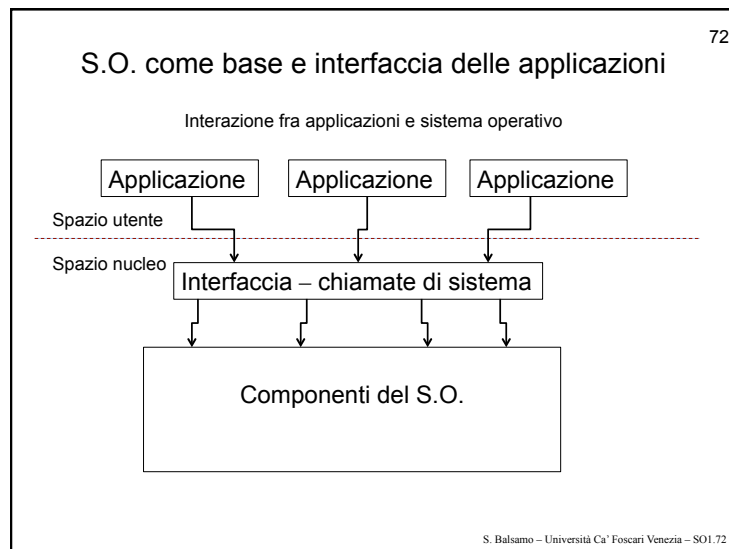 72
S.O. come base e interfaccia delle applicazioni
Interazione fra applicazioni e sistema operativo
Applicazione Applicazione Applicazione
Spazio utente
Spazio nucleo
Interfaccia – chiamate di sistema
Componenti del S.O.
S. Balsamo – Università Ca’ Foscari Venezia – SO1.72